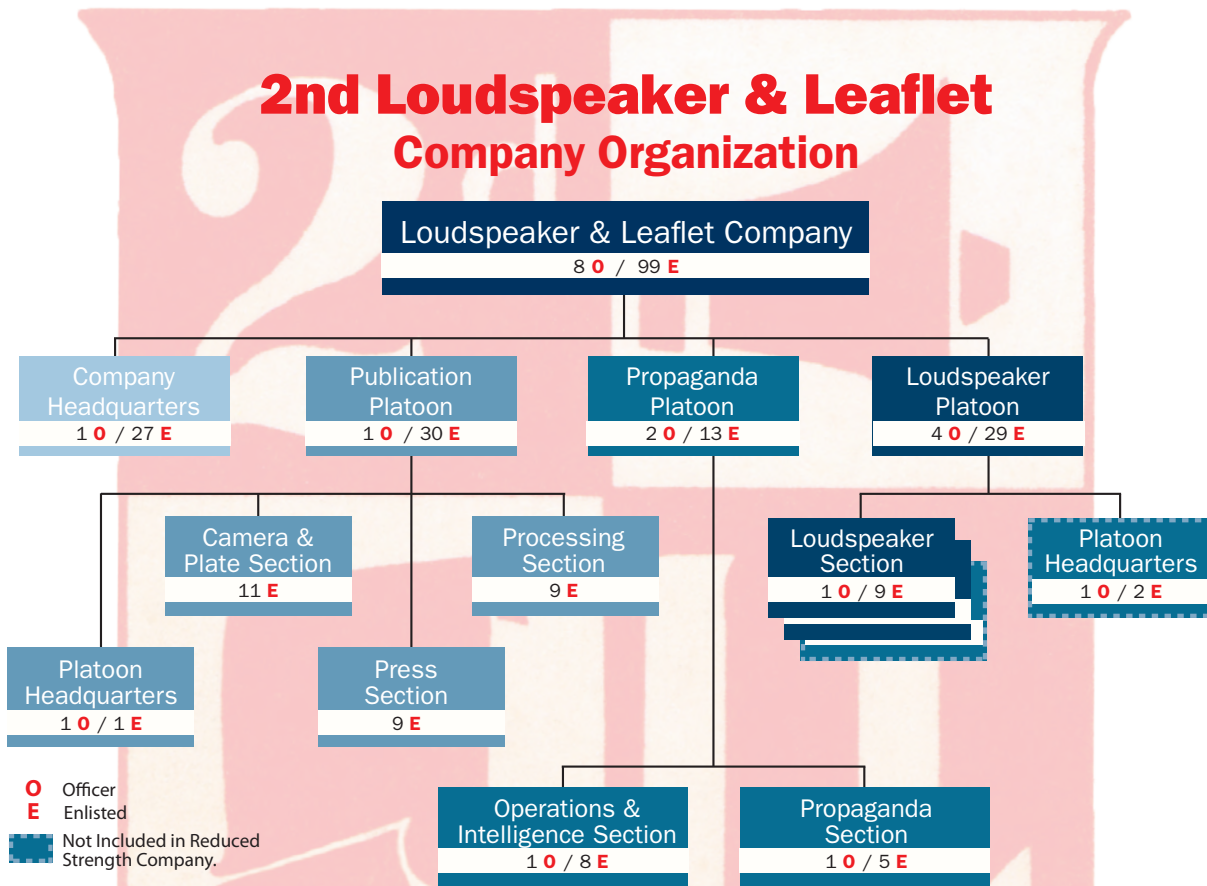 2nd Loudspeaker & Leaflet
Company Organization
Loudspeaker & Leaflet Company
8 O / 99 E
Company
Headquarters
1 O / 27 E
Publication
Platoon
1 O / 30 E
Propaganda
Platoon
2 O / 13 E
Loudspeaker
Platoon
4 O / 29 E
Camera &
Plate Section
11 E
Processing
Section
9 E
Loudspeaker
Section
1 O / 9 E
Platoon
Headquarters
1 O / 2 E
Platoon
Headquarters
1 O / 1 E
Press
Section
9 E
Operations &
Intelligence Section
1 O / 8 E
Propaganda
Section
1 O / 5 E
O Officer
E Enlisted
Not Included in Reduced
Strength Company.